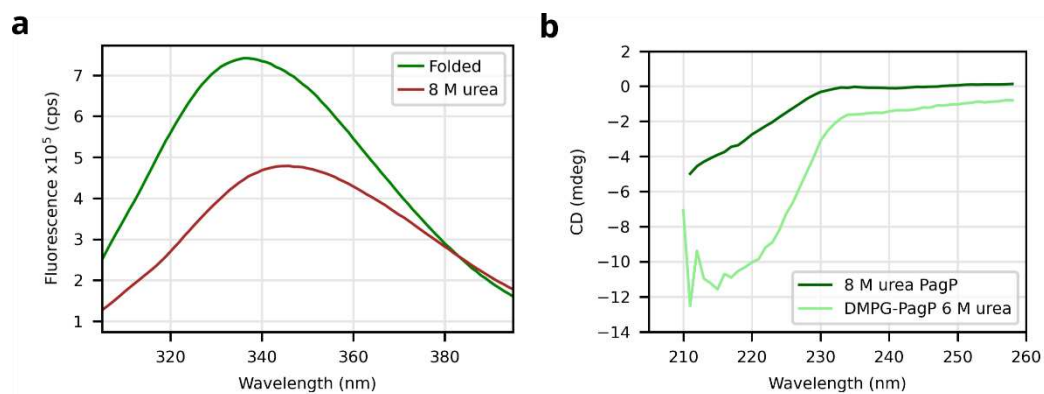 a
Fluorescence x10⁵ (cps)
7
6
5
4
3
2
1
320
340
360
380
Wavelength (nm)
Folded
8 M urea
b
CD (mdeg)
2
0
−2
−4
−6
−8
−10
−12
−14
210
220
230
240
250
260
Wavelength (nm)
8 M urea PagP
DMPG-PagP 6 M urea